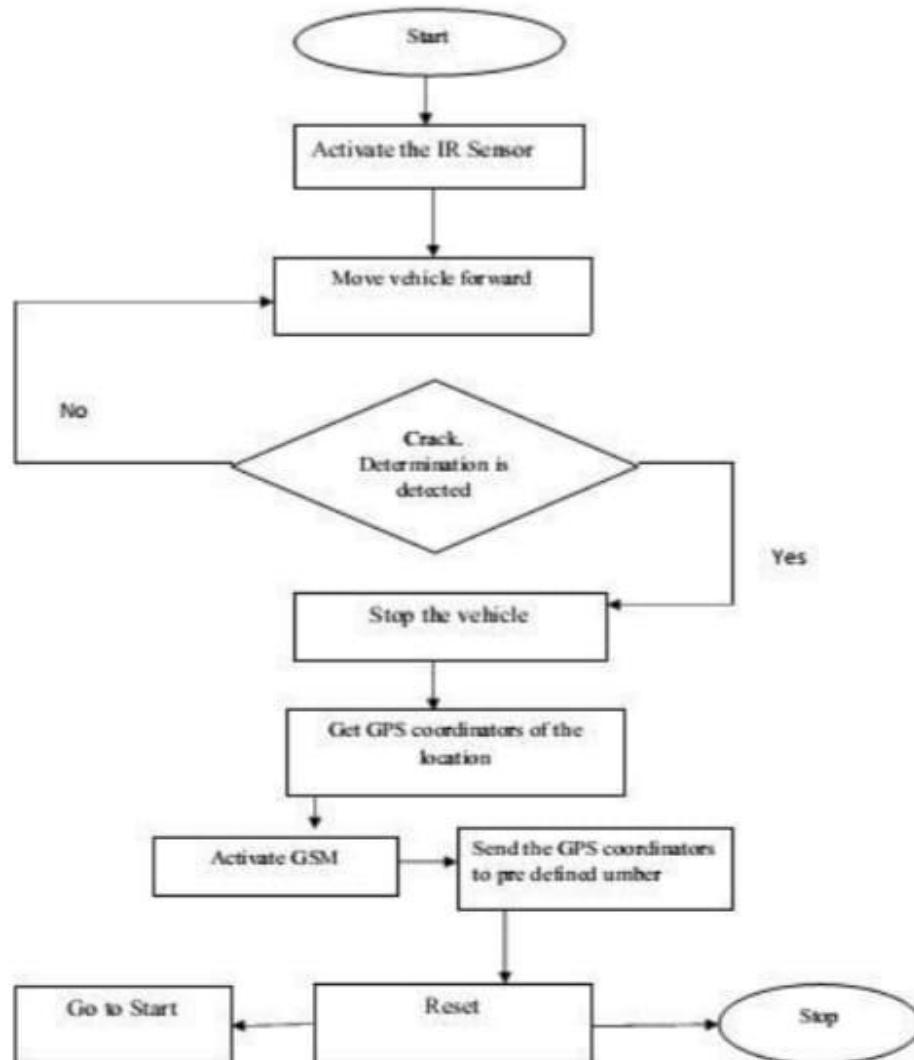 Start
Activate the IR Sensor
Move vehicle forward
No
Crack.
Determination is
detected
Yes
Stop the vehicle
Get GPS coordinators of the
location
Activate GSM
Send the GPS coordinators
to pre defined umber
Go to Start
Reset
Stop